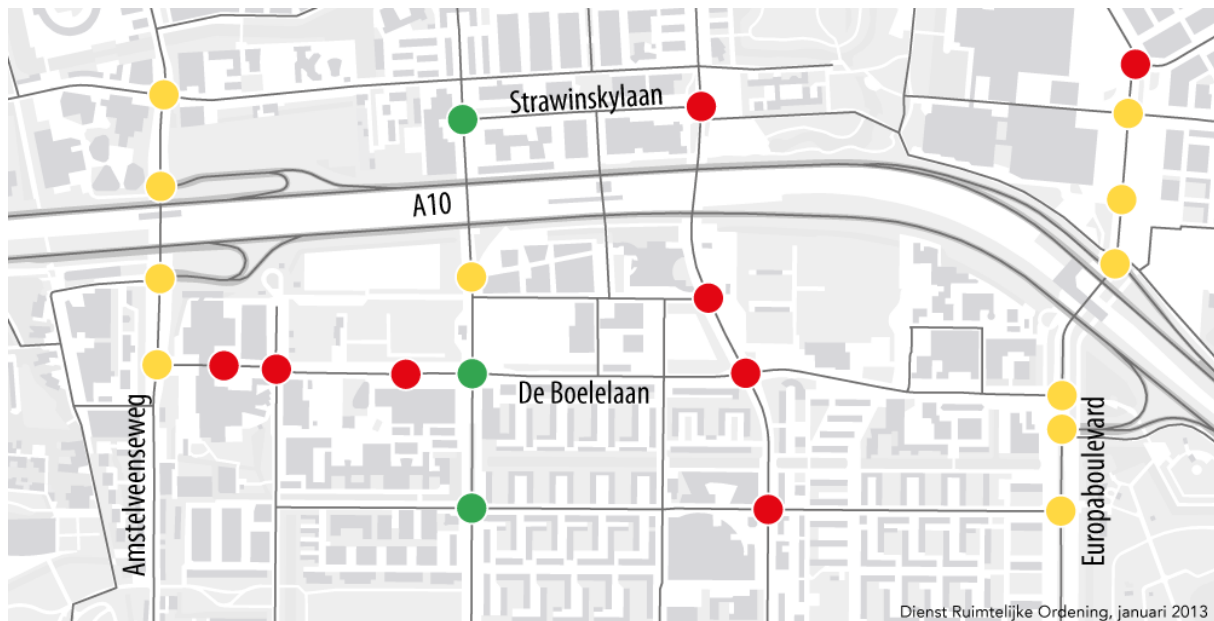 Strawinskylaan
A10
De Boelelaan
Amstelveenseweg
Europaboulevard
Dienst Ruimtelijke Ordening, januari 2013